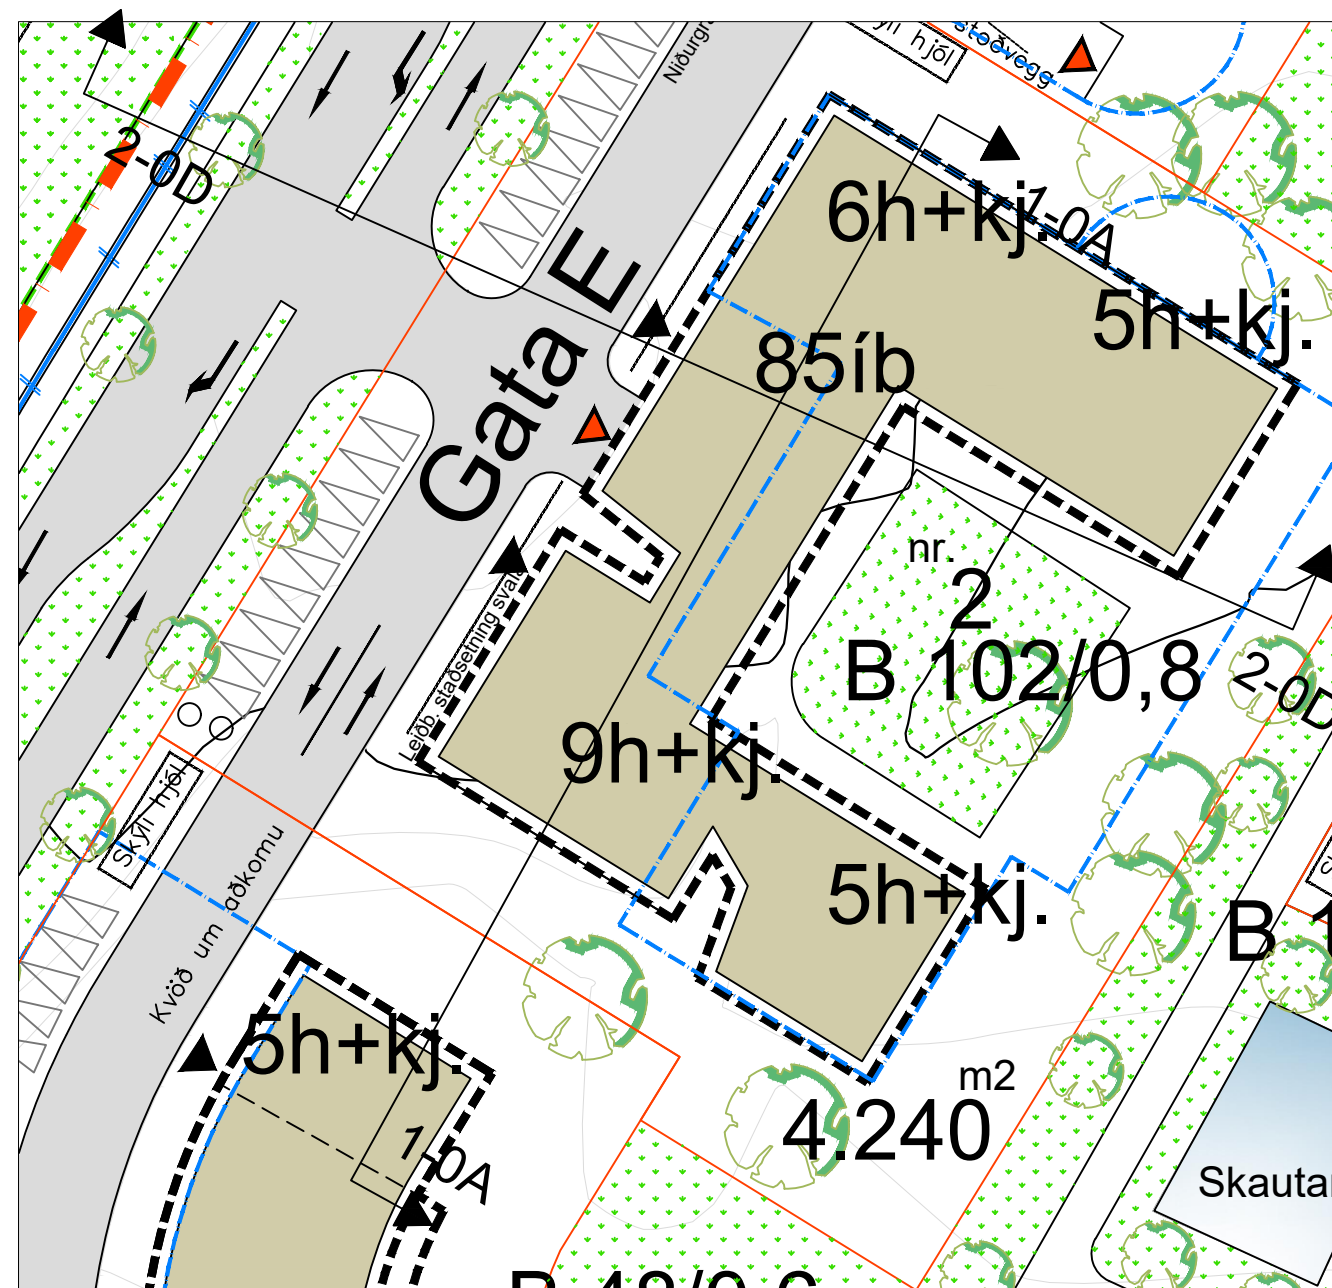 hjól
stoðvegg
2-0D
6h+kj.
1-0A
5h+kj.
Gata E
85íb
nr.
2
B 102/0,8
2-0D
Leiðb. staðsetning svala
9h+kj.
Skýli hjól
5h+kj.
Kvöð um aðkomu
5h+kj.
m2
4.240
1-0A